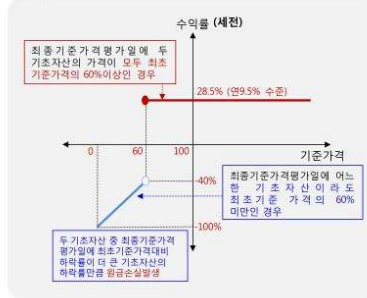 수익률 (세전)
최종기준가격평가일에 두
기초자산의 가격이 모두 최초
기준가격의 60%이상인 경우
28.5% (연9.5% 수준)
0
60
100
기준가격
-40%
최종기준가격평가일에 어느
한 기초자산이라도
최초기준 가격의 60%
미만인 경우
-100%
두 기초자산 중 최종기준가격
평가일에 최초기준가격대비
하락률이 더 큰 기초자산의
하락률만큼 원금손실발생